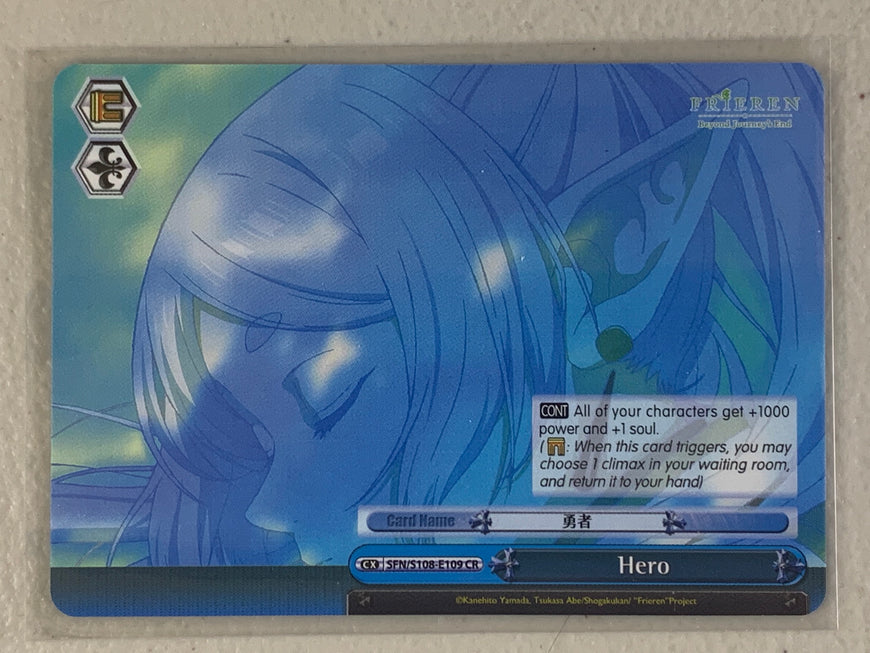 FRIEREN
Beyond Journey's End
CONT All of your characters get +1000
power and +1 soul.
( : When this card triggers, you may
choose 1 climax in your waiting room,
and return it to your hand)
Card Name 勇者
CX SFN/S108-E109 CR Hero
©Kanehito Yamada, Tsukasa Abe/Shogakukan/ "Frieren"Project